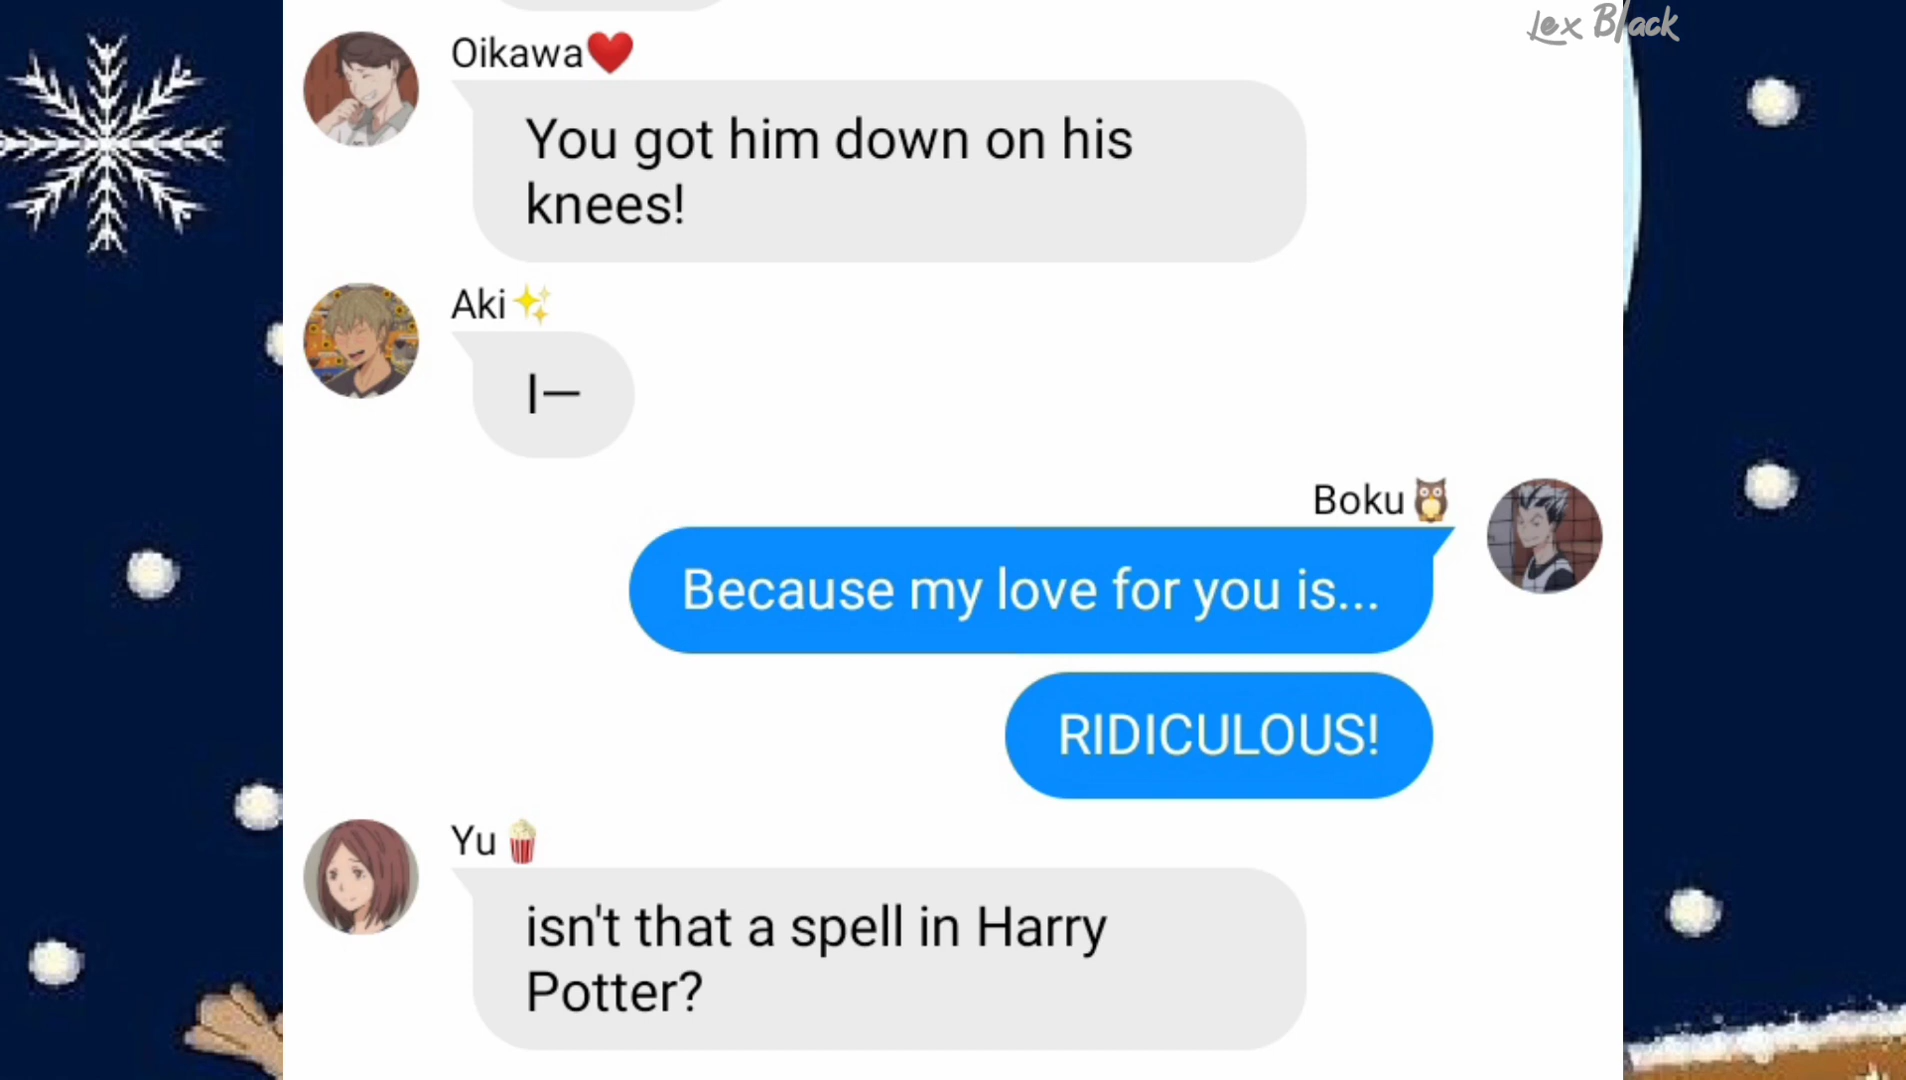 Lex Black
Oikawa❤️
You got him down on his
knees!
Aki✨
I—
Boku🦉
Because my love for you is...
RIDICULOUS!
Yu🍿
isn't that a spell in Harry
Potter?